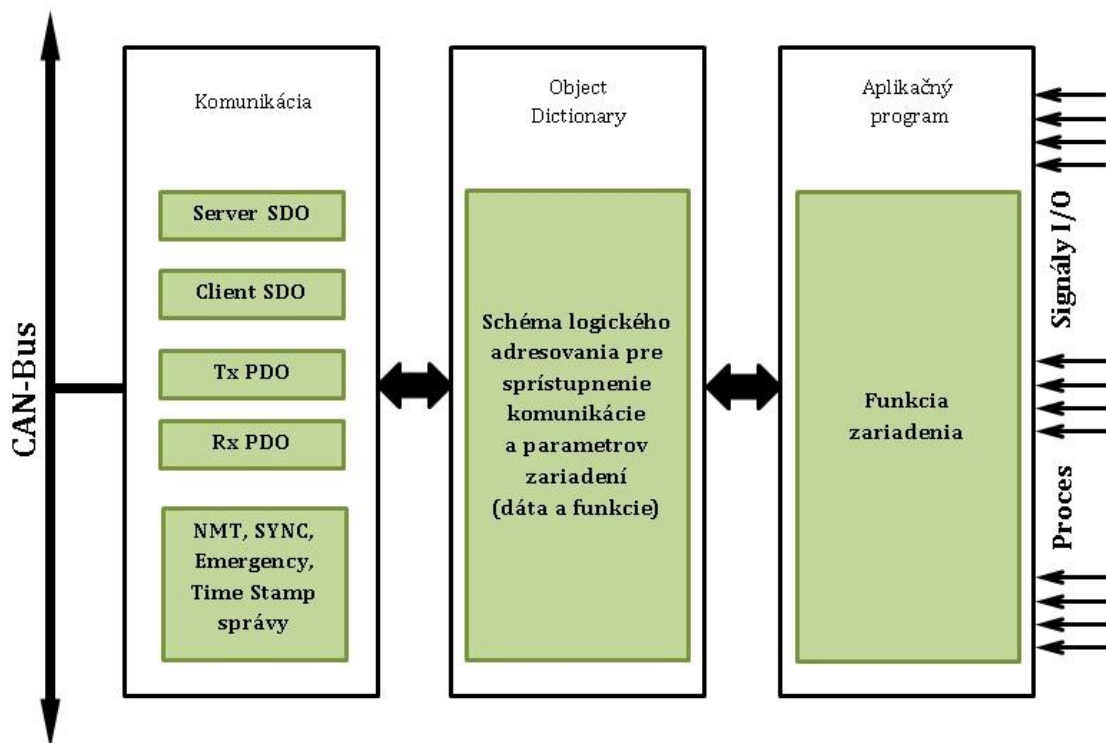 CAN-Bus
Komunikácia
Server SDO
Client SDO
Tx PDO
Rx PDO
NMT, SYNC,
Emergency,
Time Stamp
správy
Object
Dictionary
Schéma logického
adresovania pre
sprístupnenie
komunikácie
a parametrov
zariadení
(dáta a funkcie)
Aplikačný
program
Funkcia
zariadenia
Signály I/O
Proces